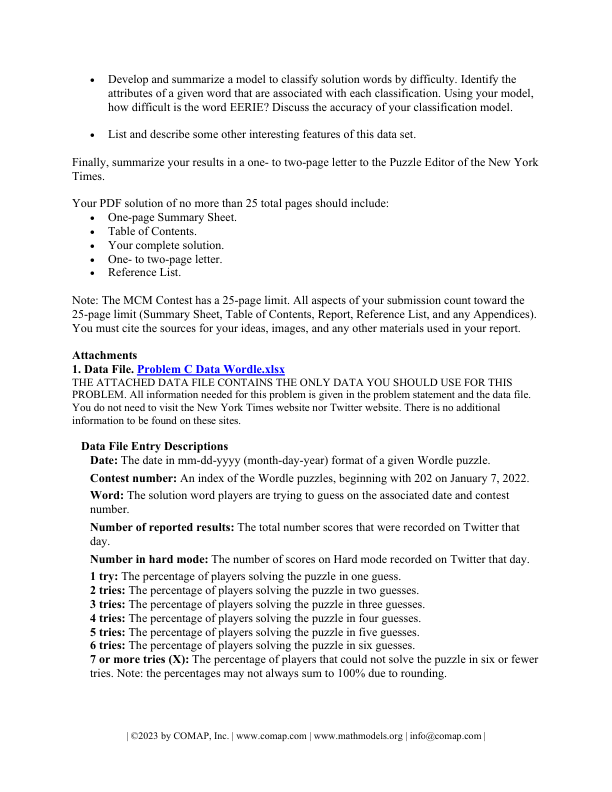 • Develop and summarize a model to classify solution words by difficulty. Identify the
attributes of a given word that are associated with each classification. Using your model,
how difficult is the word EERIE? Discuss the accuracy of your classification model.
• List and describe some other interesting features of this data set.
Finally, summarize your results in a one- to two-page letter to the Puzzle Editor of the New York
Times.
Your PDF solution of no more than 25 total pages should include:
• One-page Summary Sheet.
• Table of Contents.
• Your complete solution.
• One- to two-page letter.
• Reference List.
Note: The MCM Contest has a 25-page limit. All aspects of your submission count toward the
25-page limit (Summary Sheet, Table of Contents, Report, Reference List, and any Appendices).
You must cite the sources for your ideas, images, and any other materials used in your report.
Attachments
1. Data File. Problem C Data Wordle.xlsx
THE ATTACHED DATA FILE CONTAINS THE ONLY DATA YOU SHOULD USE FOR THIS
PROBLEM. All information needed for this problem is given in the problem statement and the data file.
You do not need to visit the New York Times website nor Twitter website. There is no additional
information to be found on these sites.
Data File Entry Descriptions
Date: The date in mm-dd-yyyy (month-day-year) format of a given Wordle puzzle.
Contest number: An index of the Wordle puzzles, beginning with 202 on January 7, 2022.
Word: The solution word players are trying to guess on the associated date and contest
number.
Number of reported results: The total number scores that were recorded on Twitter that
day.
Number in hard mode: The number of scores on Hard mode recorded on Twitter that day.
1 try: The percentage of players solving the puzzle in one guess.
2 tries: The percentage of players solving the puzzle in two guesses.
3 tries: The percentage of players solving the puzzle in three guesses.
4 tries: The percentage of players solving the puzzle in four guesses.
5 tries: The percentage of players solving the puzzle in five guesses.
6 tries: The percentage of players solving the puzzle in six guesses.
7 or more tries (X): The percentage of players that could not solve the puzzle in six or fewer
tries. Note: the percentages may not always sum to 100% due to rounding.
| ©2023 by COMAP, Inc. | www.comap.com | www.mathmodels.org | info@comap.com |